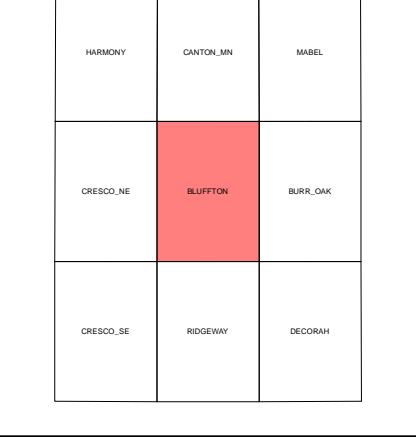 HARMONY CANTON_MN MABEL
CRESCO_NE BLUFFTON BURR_OAK
CRESCO_SE RIDGEWAY DECORAH